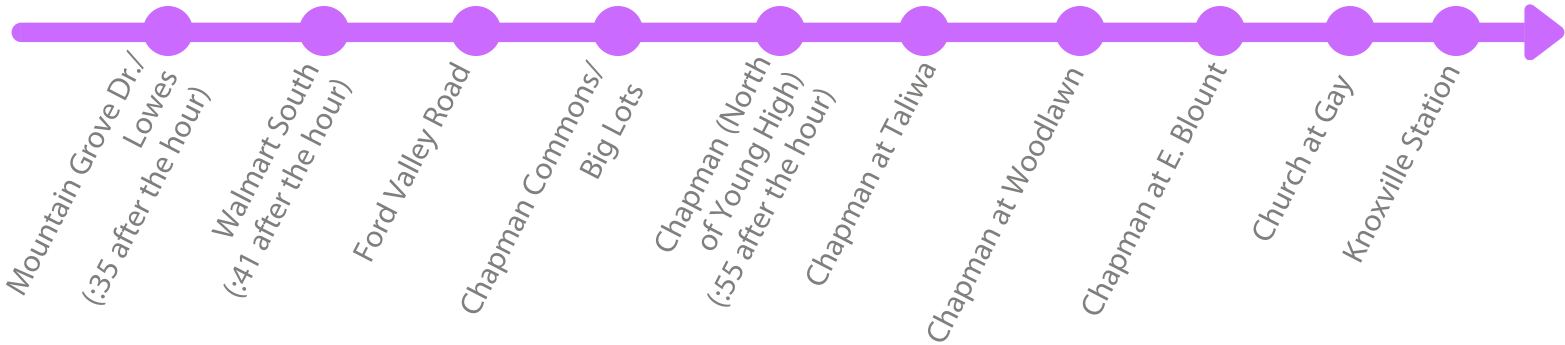 Mountain Grove Dr./
Lowes
(:35 after the hour)
Walmart South
(:41 after the hour)
Ford Valley Road
Chapman Commons/
Big Lots
Chapman (North
of Young High)
(:55 after the hour)
Chapman at Taliwa
Chapman at Woodlawn
Chapman at E. Blount
Church at Gay
Knoxville Station